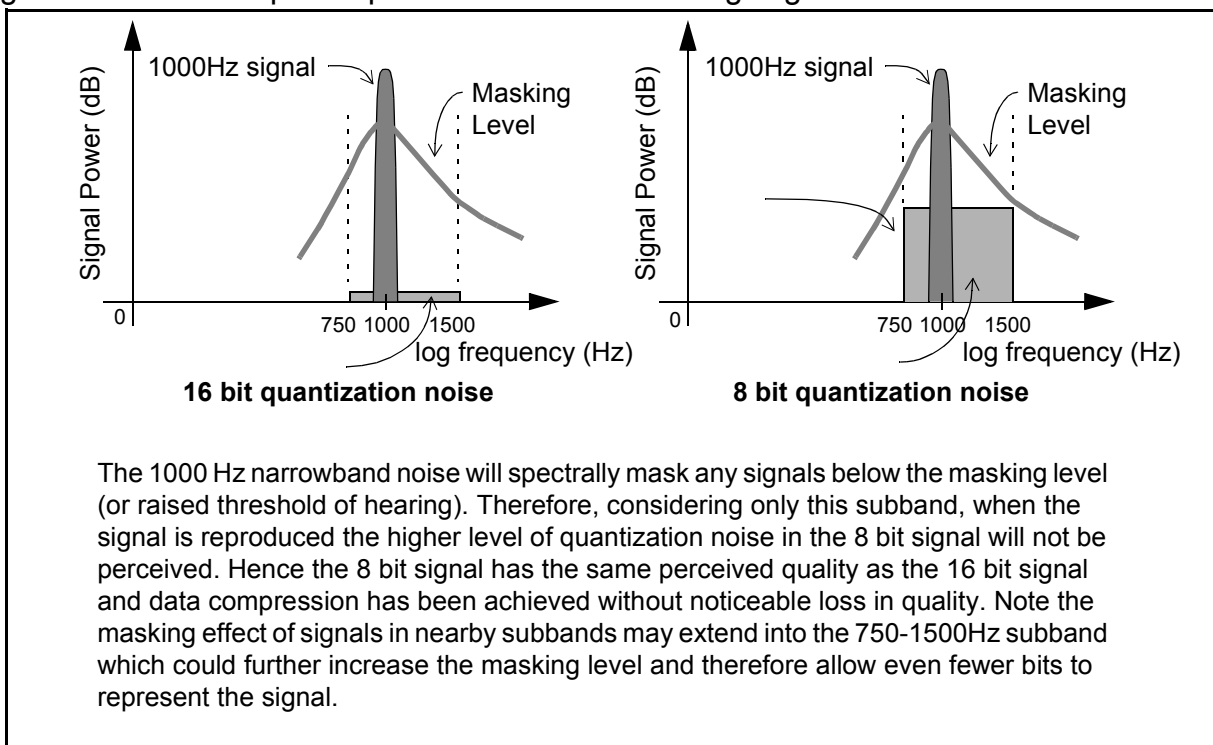 1000Hz signal
Masking
Level
Signal Power (dB)
0
750 1000 1500
log frequency (Hz)
16 bit quantization noise
1000Hz signal
Masking
Level
Signal Power (dB)
0
750 1000 1500
log frequency (Hz)
8 bit quantization noise
The 1000 Hz narrowband noise will spectrally mask any signals below the masking level
(or raised threshold of hearing). Therefore, considering only this subband, when the
signal is reproduced the higher level of quantization noise in the 8 bit signal will not be
perceived. Hence the 8 bit signal has the same perceived quality as the 16 bit signal
and data compression has been achieved without noticeable loss in quality. Note the
masking effect of signals in nearby subbands may extend into the 750-1500Hz subband
which could further increase the masking level and therefore allow even fewer bits to
represent the signal.